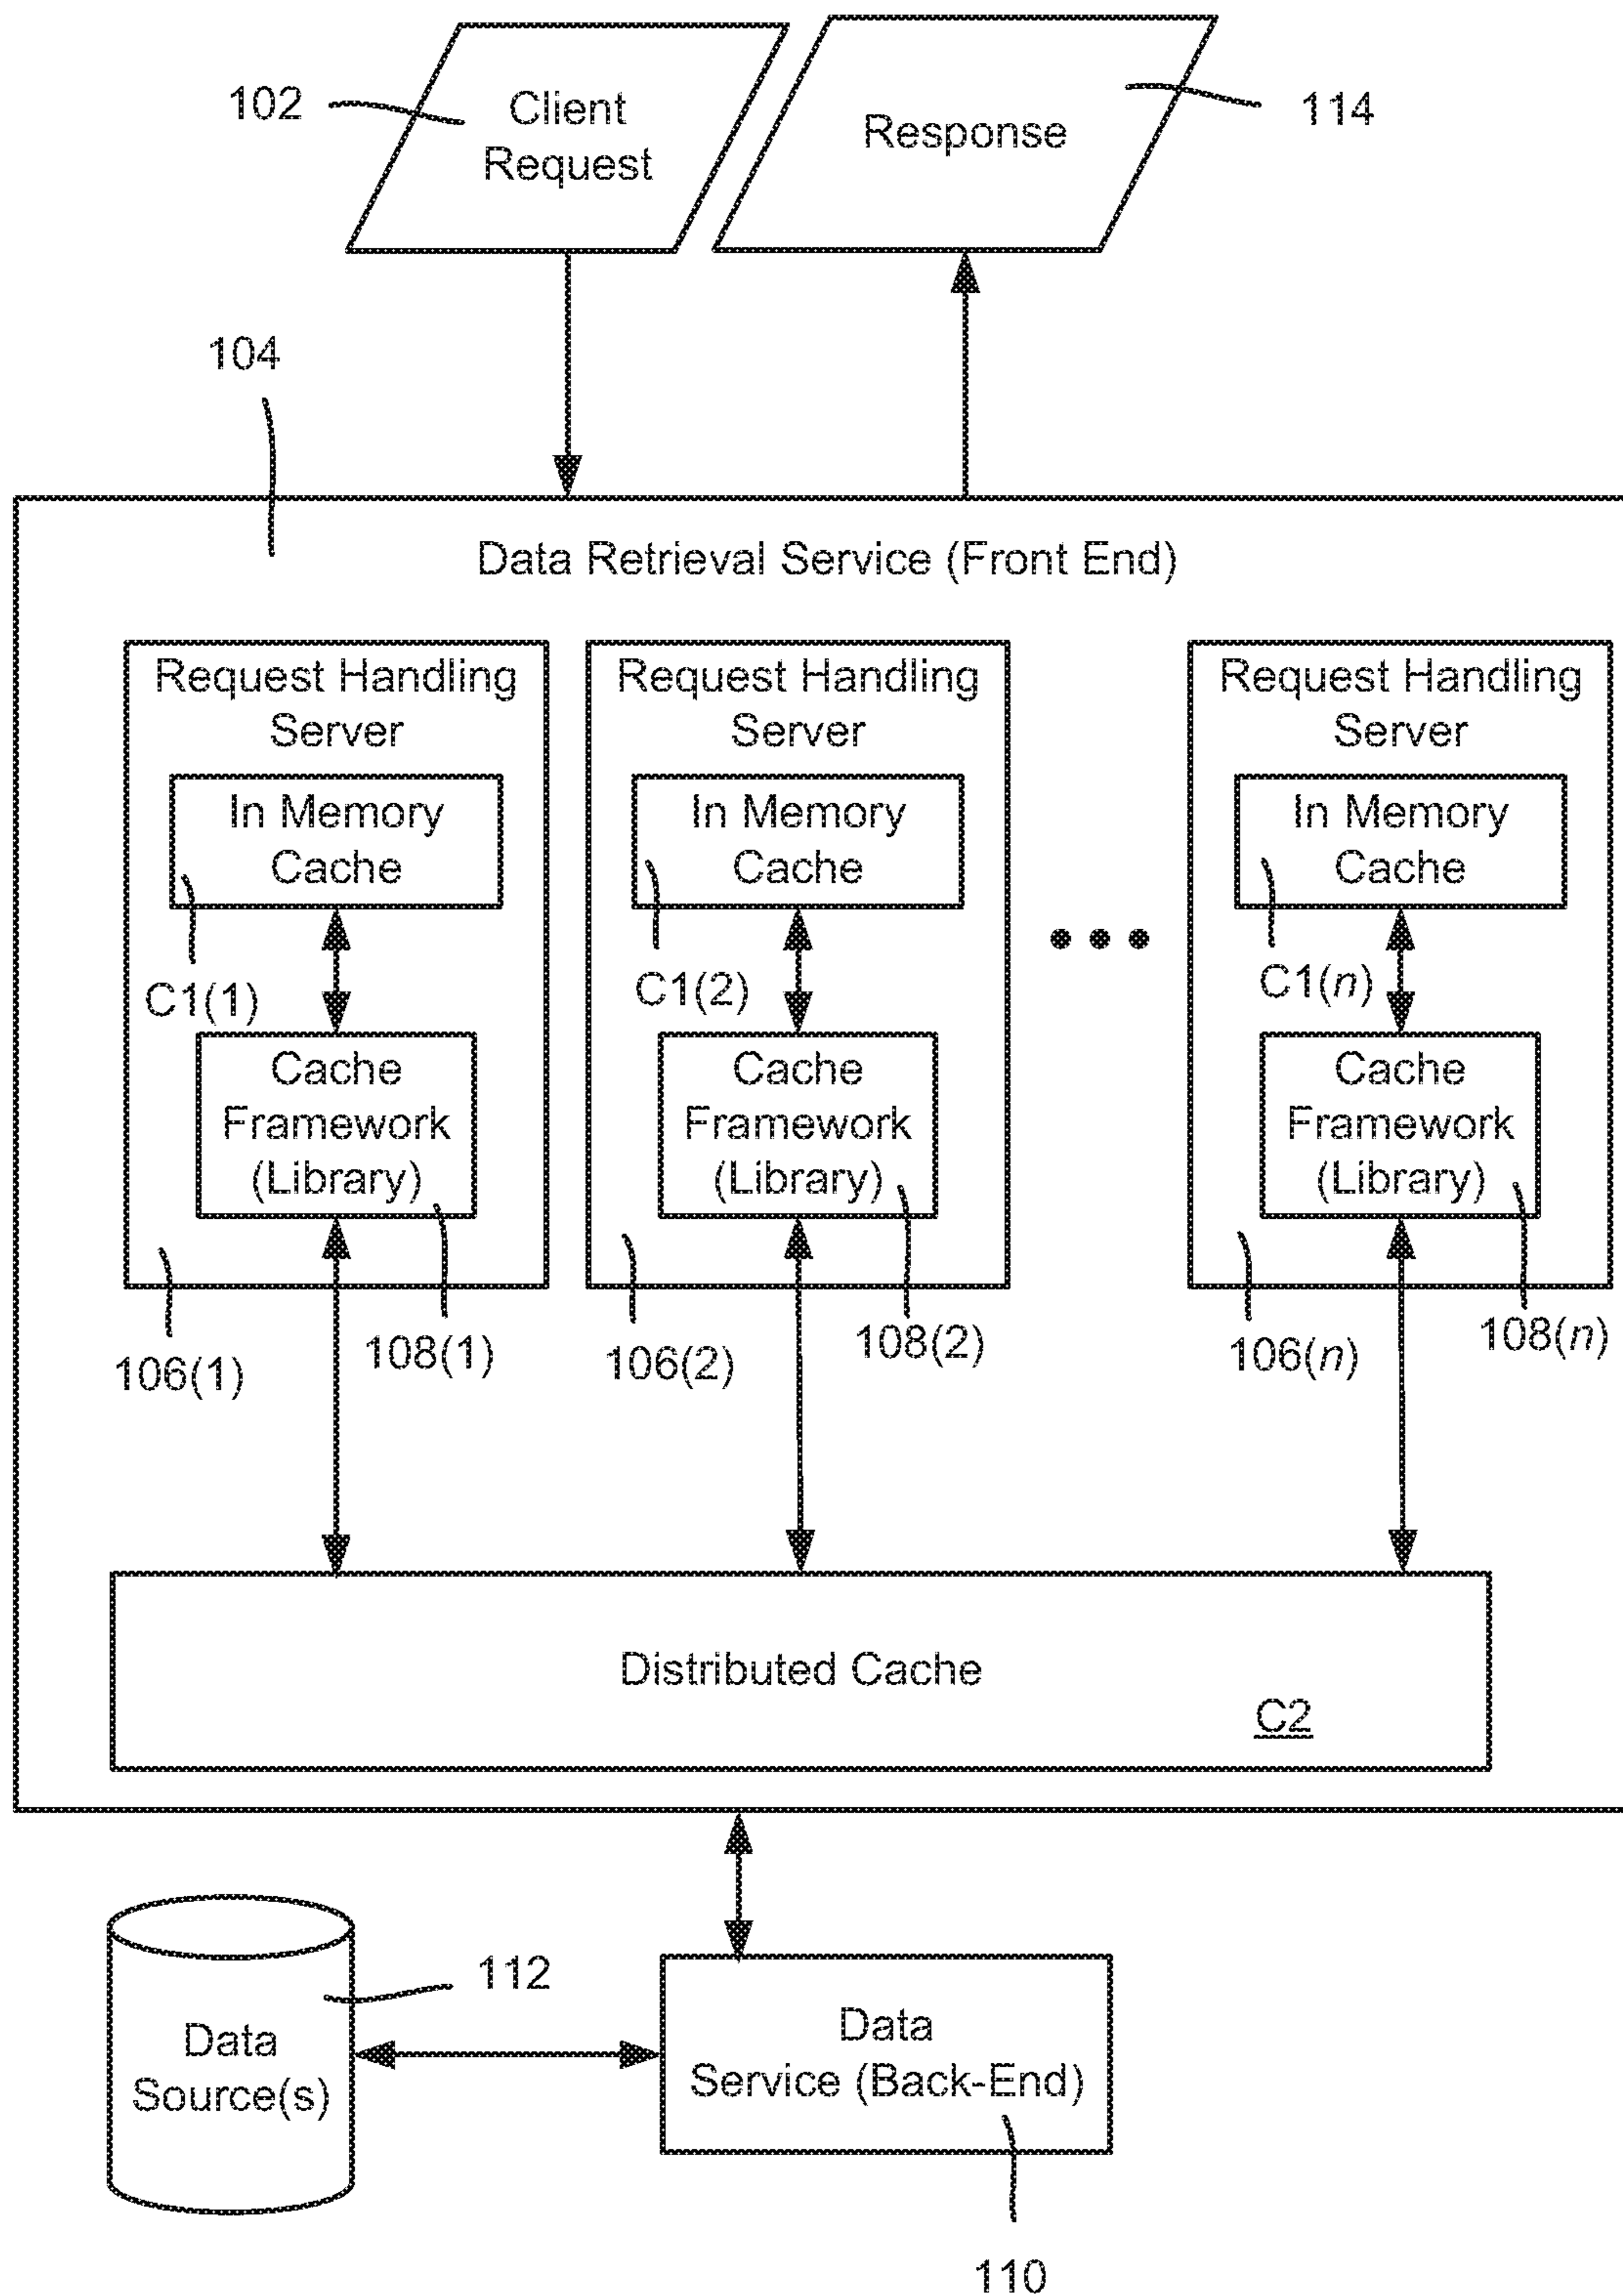 102
Client
Request
Response
114
104
Data Retrieval Service (Front End)
Request Handling
Server
In Memory
Cache
C1(1)
Cache
Framework
(Library)
106(1)
108(1)
Request Handling
Server
In Memory
Cache
C1(2)
Cache
Framework
(Library)
106(2)
108(2)
Request Handling
Server
In Memory
Cache
C1(n)
Cache
Framework
(Library)
106(n)
108(n)
Distributed Cache
C2
112
Data
Source(s)
Data
Service (Back-End)
110